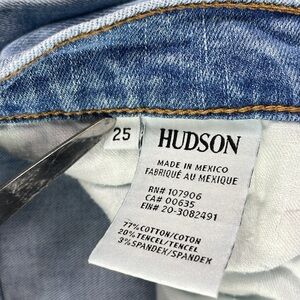 25
HUDSON
MADE IN MEXICO
FABRIQUÉ AU MEXIQUE
RN# 107906
CA# 00635
EIN# 20-3082491
77%COTTON/COTON
20%TENCEL/TENCEL
3%SPANDEX/SPANDEX